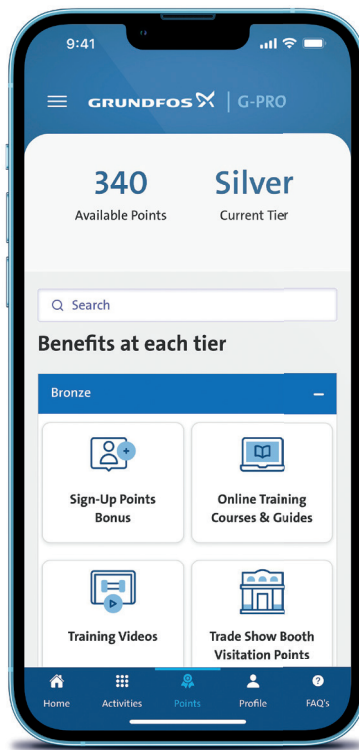 9:41
GRUNDFOS | G-PRO
340 Silver
Available Points Current Tier
Search
Benefits at each tier
Bronze
Sign-Up Points Online Training
Bonus Courses & Guides
Training Videos Trade Show Booth
Visitation Points
Home Activities Points Profile FAQ's